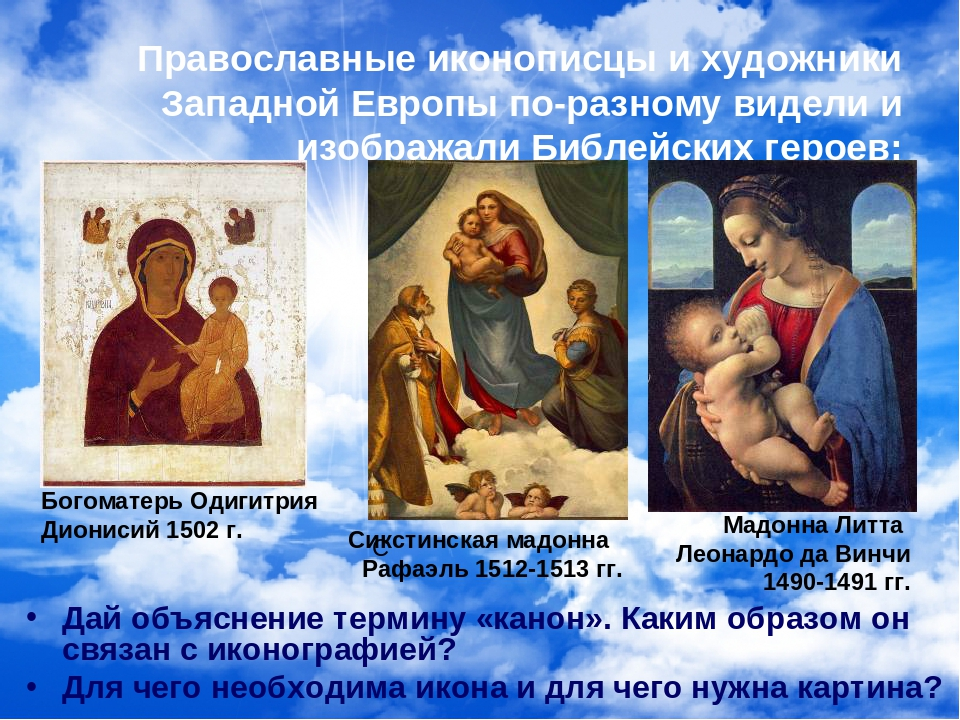 Православные иконописцы и художники
Западной Европы по-разному видели и
изображали Библейских героев:
Богоматерь Одигитрия
Дионисий 1502 г.
Сикстинская мадонна
С
Рафаэль 1512-1513 гг.
Мадонна Литта
Леонардо да Винчи
1490-1491 гг.
• Дай объяснение термину «канон». Каким образом он
связан с иконографией?
• Для чего необходима икона и для чего нужна картина?